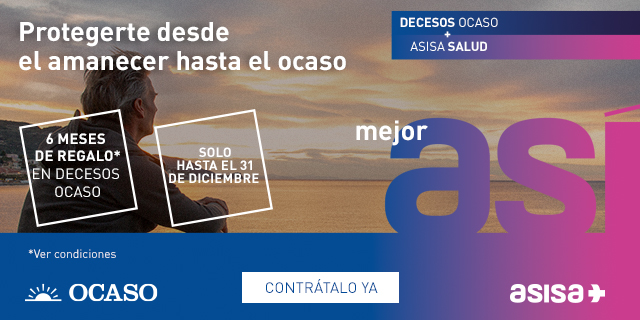 Protegerte desde
el amanecer hasta el ocaso
DECESOS OCASO
+
ASISA SALUD
6 MESES
DE REGALO*
EN DECESOS
OCASO
SOLO
HASTA EL 31
DE DICIEMBRE
mejor
así
*Ver condiciones
OCASO
CONTRÁTALO YA
asisa